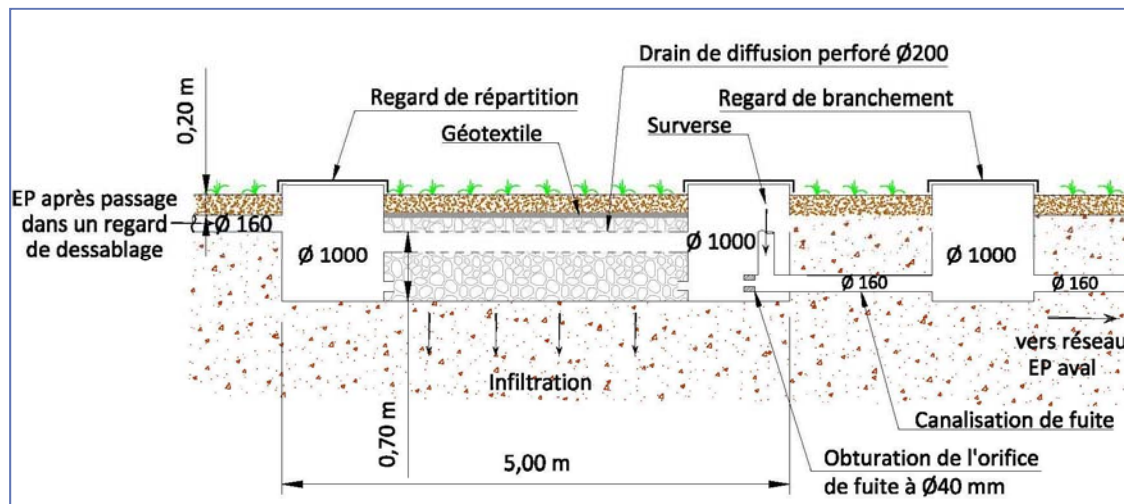 Drain de diffusion perforé Ø200
Regard de répartition
Regard de branchement
Géotextile
Surverse
0,20 m
EP après passage
dans un regard
de dessablage
Ø 160
Ø 1000
Ø 1000
Ø 1000
Ø 160
Ø 160
vers réseau
EP aval
Infiltration
0,70 m
Canalisation de fuite
5,00 m
Obturation de l'orifice
de fuite à Ø40 mm